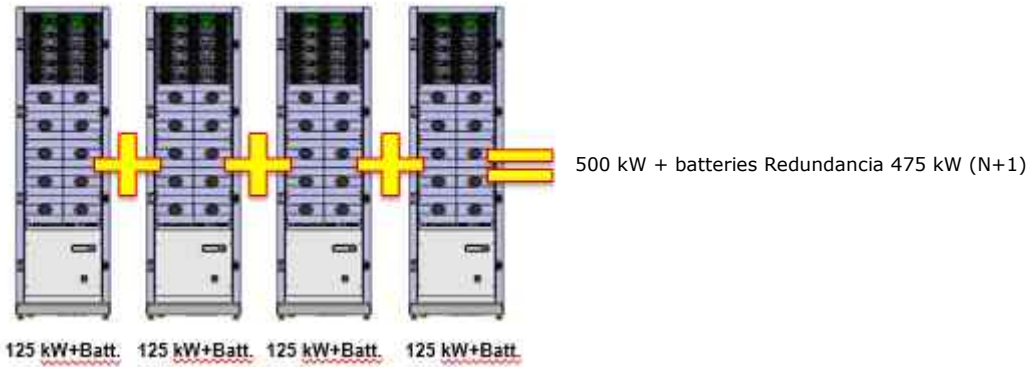 500 kW + batteries Redundancia 475 kW (N+1)
125 kW+Batt. 125 kW+Batt. 125 kW+Batt. 125 kW+Batt.